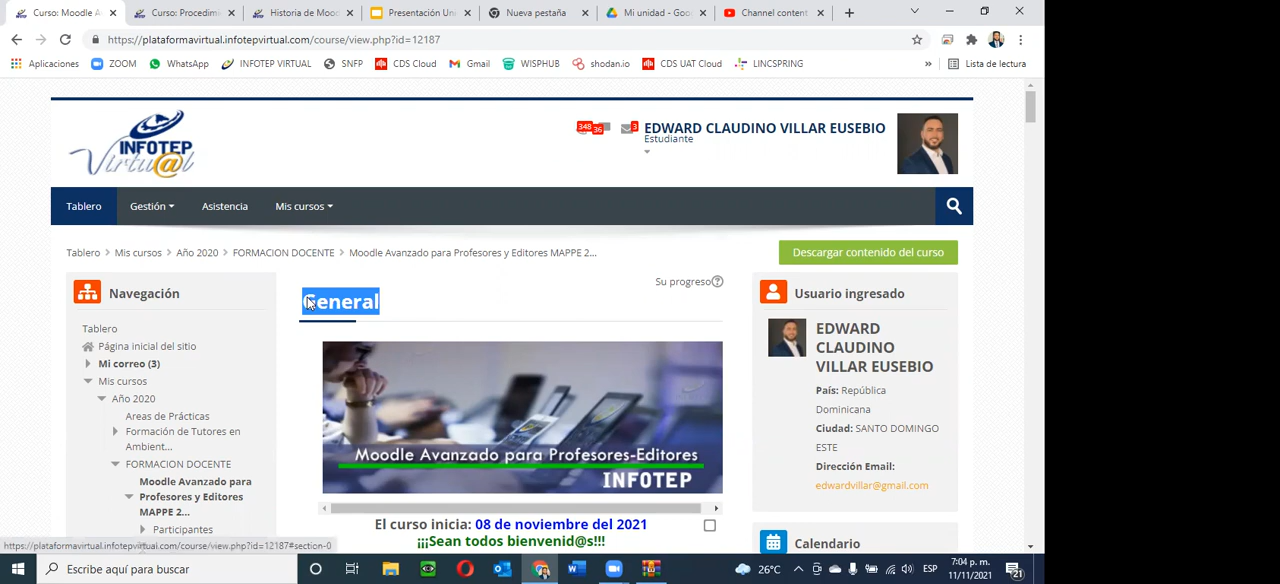 Curso: Moodle A
Curso: Procedim
Historia de Mood
Presentación Un
Nueva pestaña
Mi unidad - Goo
Channel content
https://plataformavirtual.infotepvirtual.com/course/view.php?id=12187
Aplicaciones
ZOOM
WhatsApp
INFOTEP VIRTUAL
SNFP
CDS Cloud
Gmail
WISPHUB
shodan.io
CDS UAT Cloud
LINCSPRING
»
Lista de lectura
INFOTEP
Virtu@l
348 36
3
EDWARD CLAUDINO VILLAR EUSEBIO
Estudiante
Tablero
Gestión
Asistencia
Mis cursos
Tablero > Mis cursos > Año 2020 > FORMACION DOCENTE > Moodle Avanzado para Profesores y Editores MAPPE 2...
Descargar contenido del curso
Navegación
Tablero
Página inicial del sitio
Mi correo (3)
Mis cursos
Año 2020
Areas de Prácticas
Formación de Tutores en
Ambient...
FORMACION DOCENTE
Moodle Avanzado para
Profesores y Editores
MAPPE 2...
Participantes
Su progreso
General
Moodle Avanzado para Profesores-Editores
INFOTEP
El curso inicia: 08 de noviembre del 2021
¡¡¡Sean todos bienvenid@s!!!
Usuario ingresado
EDWARD
CLAUDINO
VILLAR EUSEBIO
País: República
Dominicana
Ciudad: SANTO DOMINGO
ESTE
Dirección Email:
edwardvillar@gmail.com
Calendario
https://plataformavirtual.infotepvirtual.com/course/view.php?id=12187#section-0
Escribe aquí para buscar
26°C
ESP
7:04 p. m.
11/11/2021
21